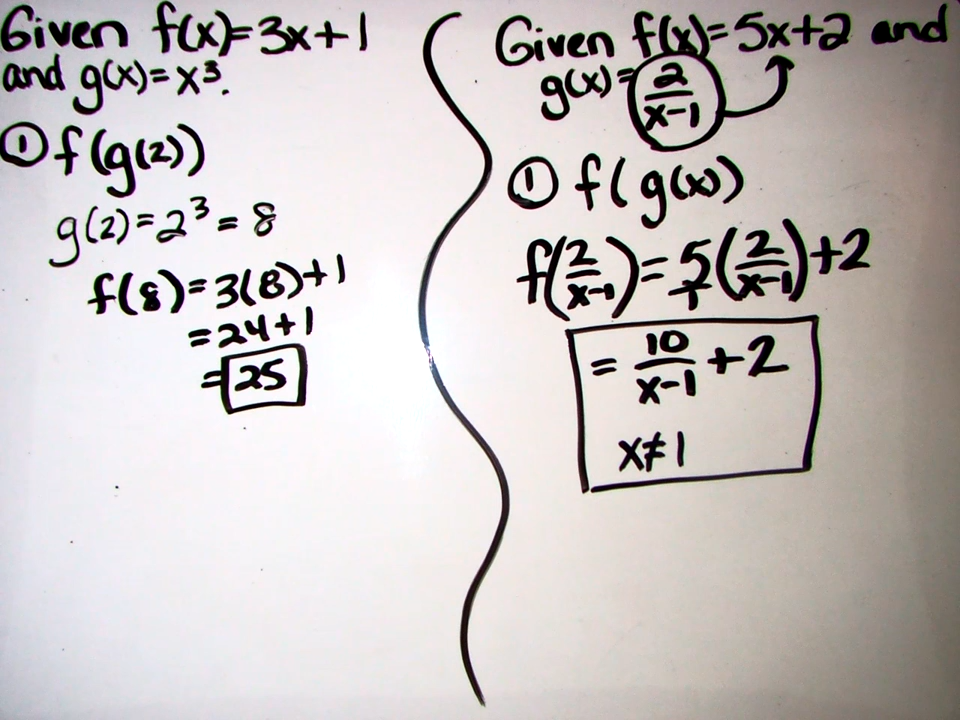 Given f(x)=3x+1
and g(x)=x³.
① f(g(2))
g(2)=2³=8
f(8)=3(8)+1
=24+1
=25
Given f(x)=5x+2 and
g(x)=2/(x-1)
① f(g(x))
f(2/(x-1))=5/1(2/(x-1))+2
=10/(x-1)+2
x≠1